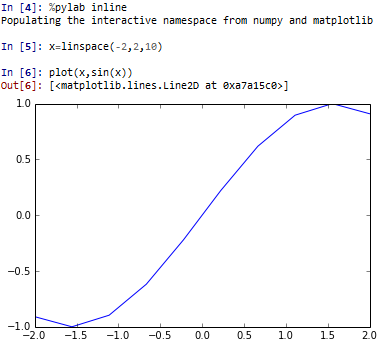 In [4]: %pylab inline
Populating the interactive namespace from numpy and matplotlib
In [5]: x=linspace(-2,2,10)
In [6]: plot(x,sin(x))
Out[6]: [<matplotlib.lines.Line2D at 0xa7a15c0>]
1.0
0.5
0.0
−0.5
−1.0
−2.0 −1.5 −1.0 −0.5 0.0 0.5 1.0 1.5 2.0